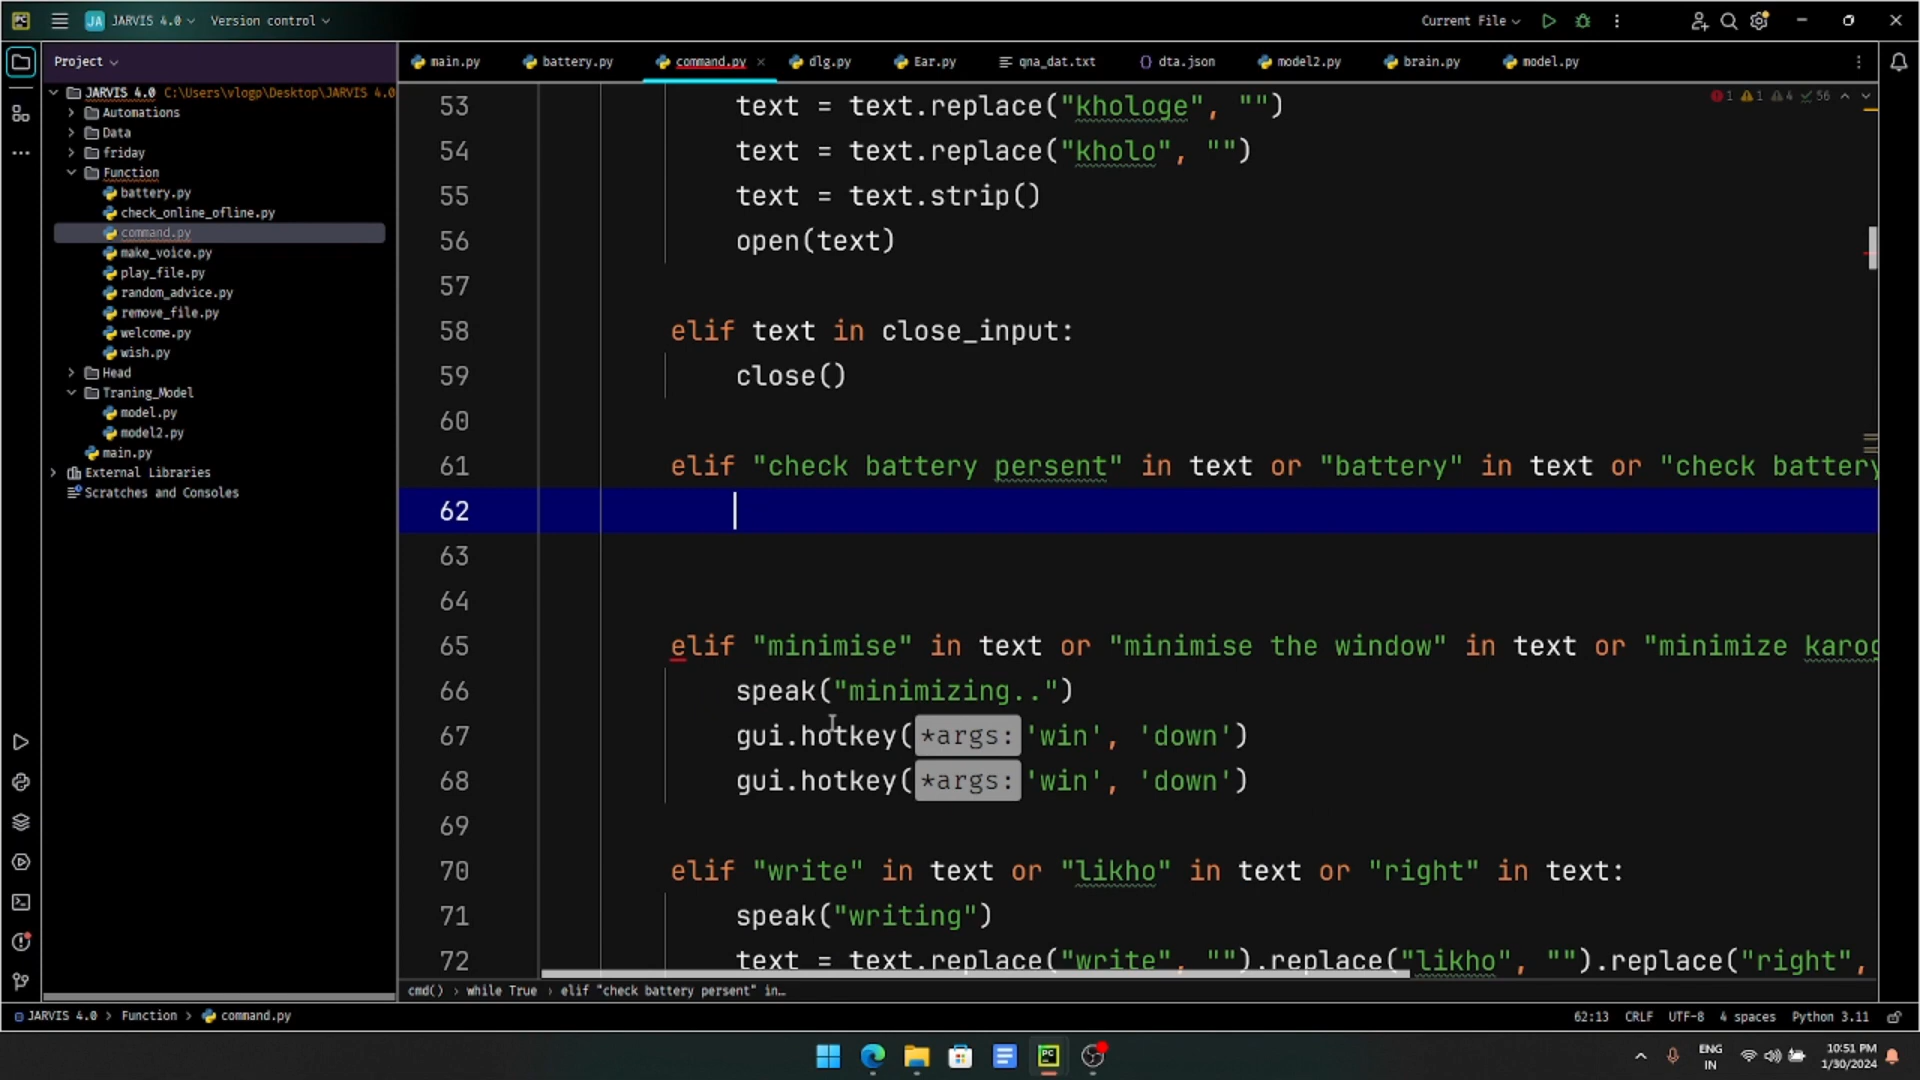 PC JA JARVIS 4.0 Version control Current File
Project
main.py battery.py command.py dlg.py Ear.py qna_dat.txt {} dta.json model2.py brain.py model.py
JARVIS 4.0 C:\Users\vlogp\Desktop\JARVIS 4.0
Automations
Data
friday
Function
battery.py
check_online_ofline.py
command.py
make_voice.py
play_file.py
random_advice.py
remove_file.py
welcome.py
wish.py
Head
Traning_Model
model.py
model2.py
main.py
External Libraries
Scratches and Consoles
1 1 4 56
53 text = text.replace("khologe", "")
54 text = text.replace("kholo", "")
55 text = text.strip()
56 open(text)
57
58 elif text in close_input:
59 close()
60
61 elif "check battery persent" in text or "battery" in text or "check battery
62
63
64
65 elif "minimise" in text or "minimise the window" in text or "minimize karo
66 speak("minimizing..")
67 gui.hotkey( *args: 'win', 'down')
68 gui.hotkey( *args: 'win', 'down')
69
70 elif "write" in text or "likho" in text or "right" in text:
71 speak("writing")
72 text = text.replace("write", "").replace("likho", "").replace("right",
cmd() › while True › elif "check battery persent" in…
JARVIS 4.0 › Function › command.py 62:13 CRLF UTF-8 4 spaces Python 3.11
PC ENG IN 10:51 PM 1/30/2024